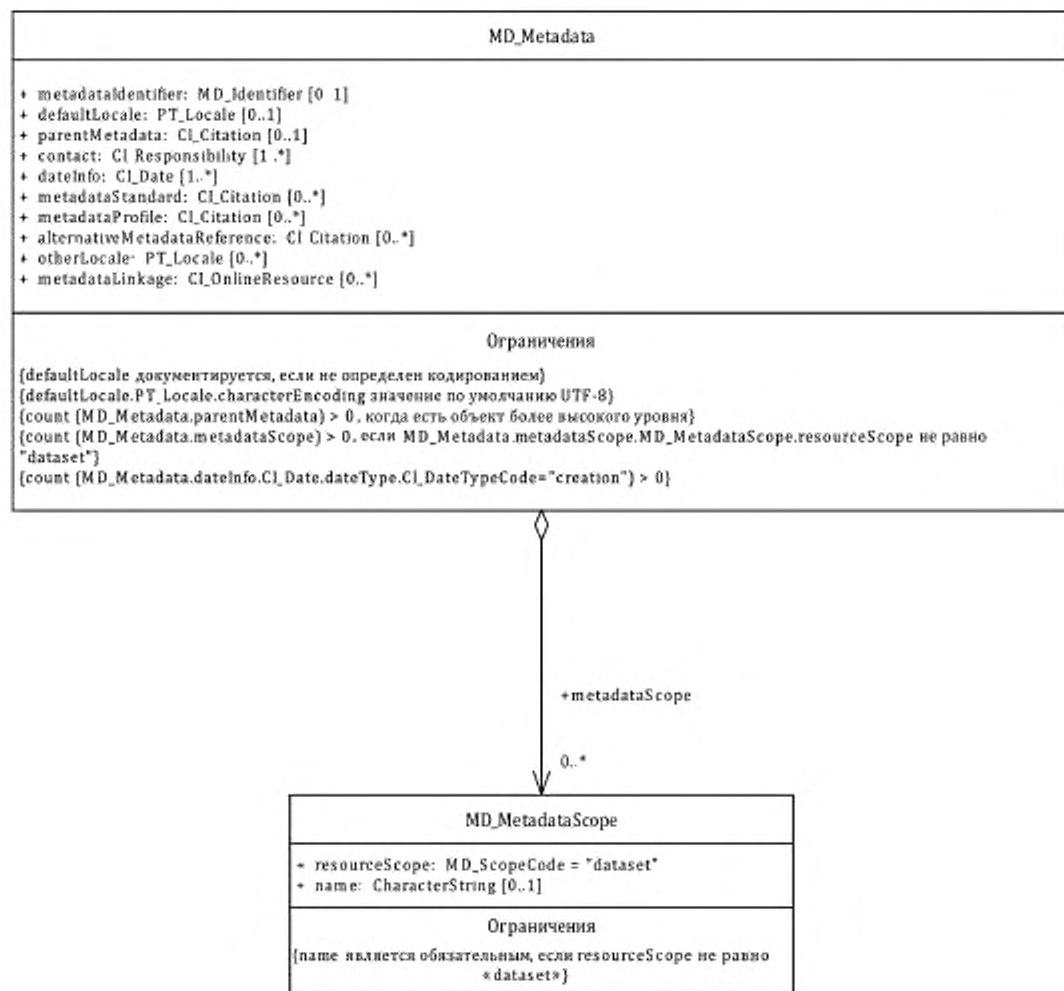 MD_Metadata
+ metadataIdentifier: MD_Identifier [0 1]
+ defaultLocale: PT_Locale [0..1]
+ parentMetadata: CI_Citation [0..1]
+ contact: CI_Responsibility [1 .*]
+ dateInfo: CI_Date [1..*]
+ metadataStandard: CI_Citation [0..*]
+ metadataProfile: CI_Citation [0..*]
+ alternativeMetadataReference: CI_Citation [0..*]
+ otherLocale: PT_Locale [0..*]
+ metadataLinkage: CI_OnlineResource [0..*]
Ограничения
{defaultLocale документируется, если не определен кодированием}
{defaultLocale.PT_Locale.characterEncoding значение по умолчанию UTF-8}
{count (MD_Metadata.parentMetadata) > 0, когда есть объект более высокого уровня}
{count (MD_Metadata.metadataScope) > 0, если MD_Metadata.metadataScope.MD_MetadataScope.resourceScope не равно
"dataset"}
{count (MD_Metadata.dateInfo.CI_Date.dateType.CI_DateTypeCode="creation") > 0}
+metadataScope
0..*
MD_MetadataScope
+ resourceScope: MD_ScopeCode = "dataset"
+ name: CharacterString [0..1]
Ограничения
{name является обязательным, если resourceScope не равно
«dataset»}